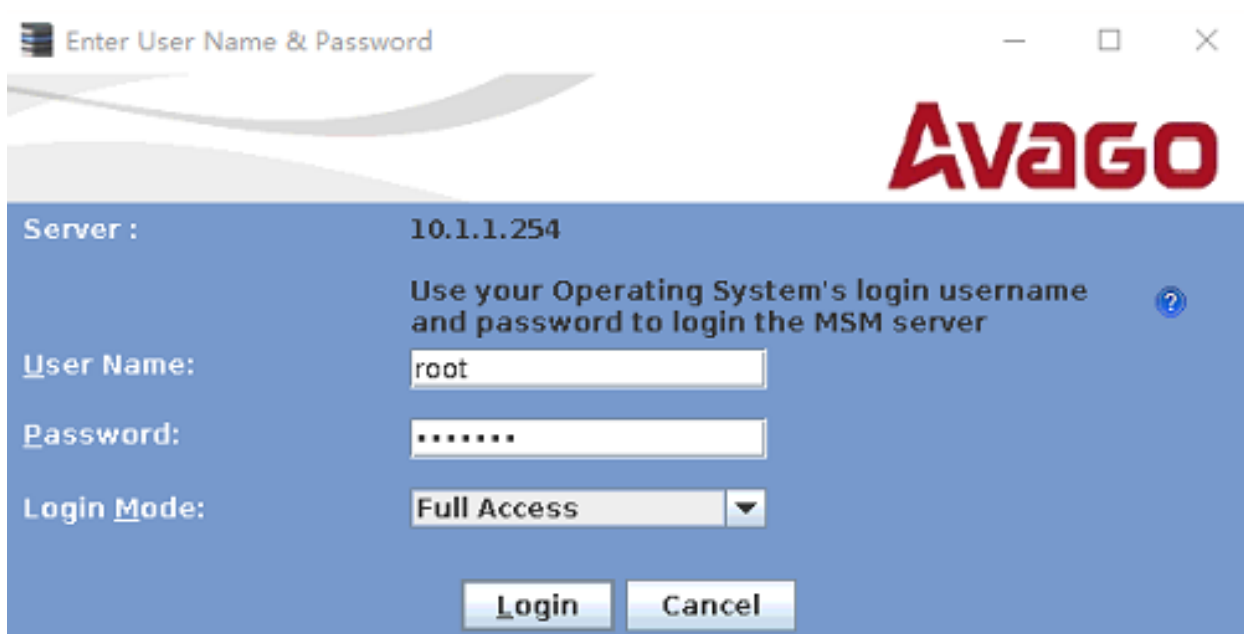 Enter User Name & Password
Avago
Server : 10.1.1.254
Use your Operating System's login username
and password to login the MSM server
?
User Name: root
Password: •••••••
Login Mode: Full Access
Login Cancel